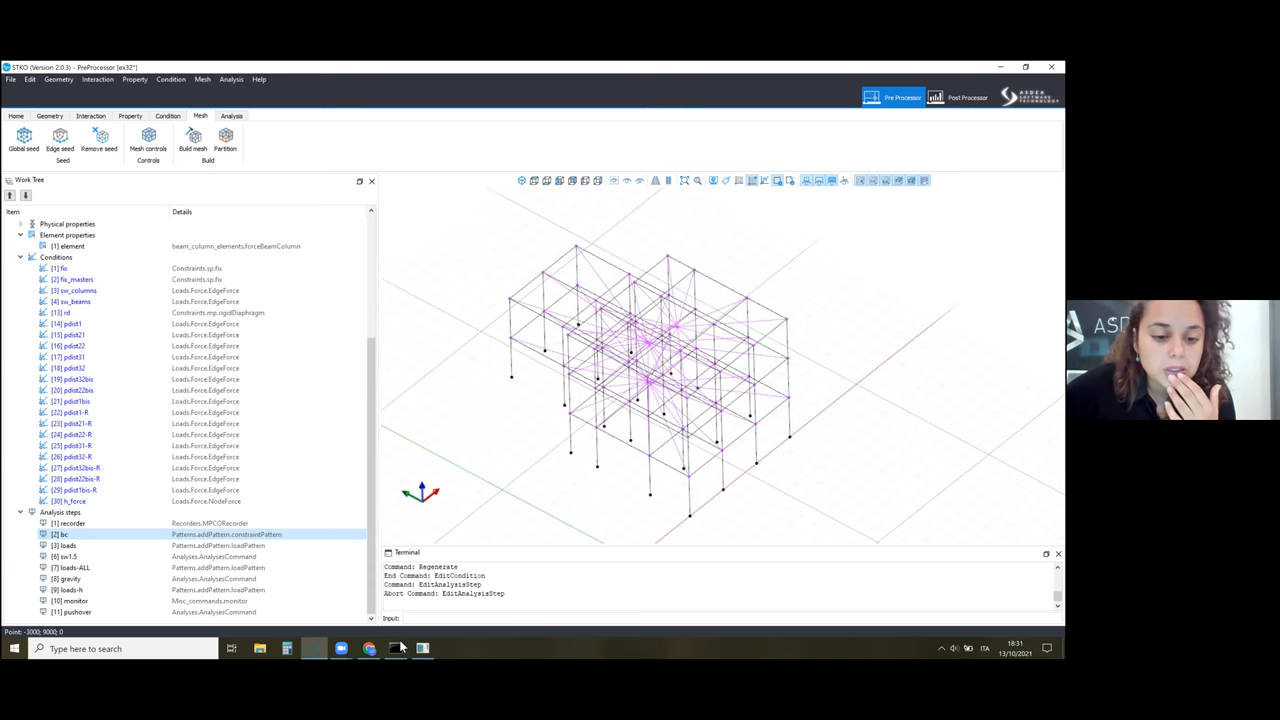 STKO (Version 2.0.3) - PreProcessor [ex32*]
File Edit Geometry Interaction Property Condition Mesh Analysis Help
Pre Processor Post Processor ASDEA SOFTWARE TECHNOLOGY
Home Geometry Interaction Property Condition Mesh Analysis
Global seed Edge seed Remove seed Mesh controls Build mesh Partition
Seed Controls Build
Work Tree
Item Details
Physical properties
Element properties
[1] element beam_column_elements.forceBeamColumn
Conditions
[1] fix Constraints.sp.fix
[2] fix_masters Constraints.sp.fix
[3] sw_columns Loads.Force.EdgeForce
[4] sw_beams Loads.Force.EdgeForce
[13] rd Constraints.mp.rigidDiaphragm
[14] pdist1 Loads.Force.EdgeForce
[15] pdist21 Loads.Force.EdgeForce
[16] pdist22 Loads.Force.EdgeForce
[17] pdist31 Loads.Force.EdgeForce
[18] pdist32 Loads.Force.EdgeForce
[19] pdist32bis Loads.Force.EdgeForce
[20] pdist22bis Loads.Force.EdgeForce
[21] pdist1bis Loads.Force.EdgeForce
[22] pdist1-R Loads.Force.EdgeForce
[23] pdist21-R Loads.Force.EdgeForce
[24] pdist22-R Loads.Force.EdgeForce
[25] pdist31-R Loads.Force.EdgeForce
[26] pdist32-R Loads.Force.EdgeForce
[27] pdist32bis-R Loads.Force.EdgeForce
[28] pdist22bis-R Loads.Force.EdgeForce
[29] pdist1bis-R Loads.Force.EdgeForce
[30] h_force Loads.Force.NodeForce
Analysis steps
[1] recorder Recorders.MPCORecorder
[2] bc Patterns.addPattern.constraintPattern
[3] loads Patterns.addPattern.loadPattern
[6] sw1.5 Analyses.AnalysesCommand
[7] loads-ALL Patterns.addPattern.loadPattern
[8] gravity Analyses.AnalysesCommand
[9] loads-h Patterns.addPattern.loadPattern
[10] monitor Misc_commands.monitor
[11] pushover Analyses.AnalysesCommand
Terminal
Command: Regenerate
End Command: EditCondition
Command: EditAnalysisStep
Abort Command: EditAnalysisStep
Input:
Point: -3000; 9000; 0
Type here to search
ITA
18:31
13/10/2021
ASD